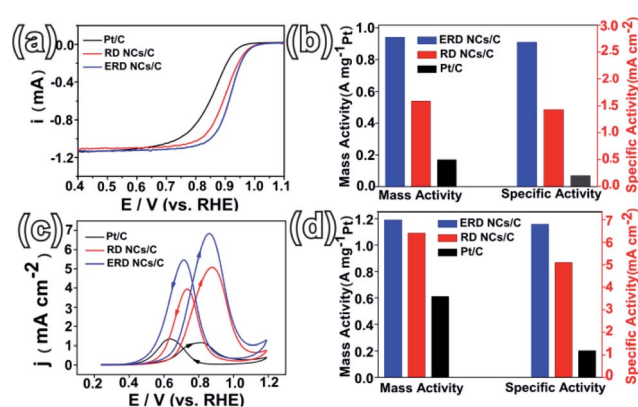 (a)
Pt/C
RD NCs/C
ERD NCs/C
0.0
-0.4
-0.8
-1.2
i (mA)
0.4 0.5 0.6 0.7 0.8 0.9 1.0 1.1
E / V (vs. RHE)
(b)
ERD NCs/C
RD NCs/C
Pt/C
1.0
0.8
0.6
0.4
0.2
0.0
Mass Activity(A mg⁻¹Pt)
3.0
2.5
2.0
1.5
1.0
0.5
0.0
Specific Activity(mA cm⁻²)
Mass Activity Specific Activity
(c)
Pt/C
RD NCs/C
ERD NCs/C
7
6
5
4
3
2
1
0
j (mA cm⁻²)
0.2 0.4 0.6 0.8 1.0 1.2
E / V (vs. RHE)
(d)
ERD NCs/C
RD NCs/C
Pt/C
1.2
1.0
0.8
0.6
0.4
0.2
0.0
Mass Activity(A mg⁻¹Pt)
7
6
5
4
3
2
1
0
Specific Activity(mA cm⁻²)
Mass Activity Specific Activity